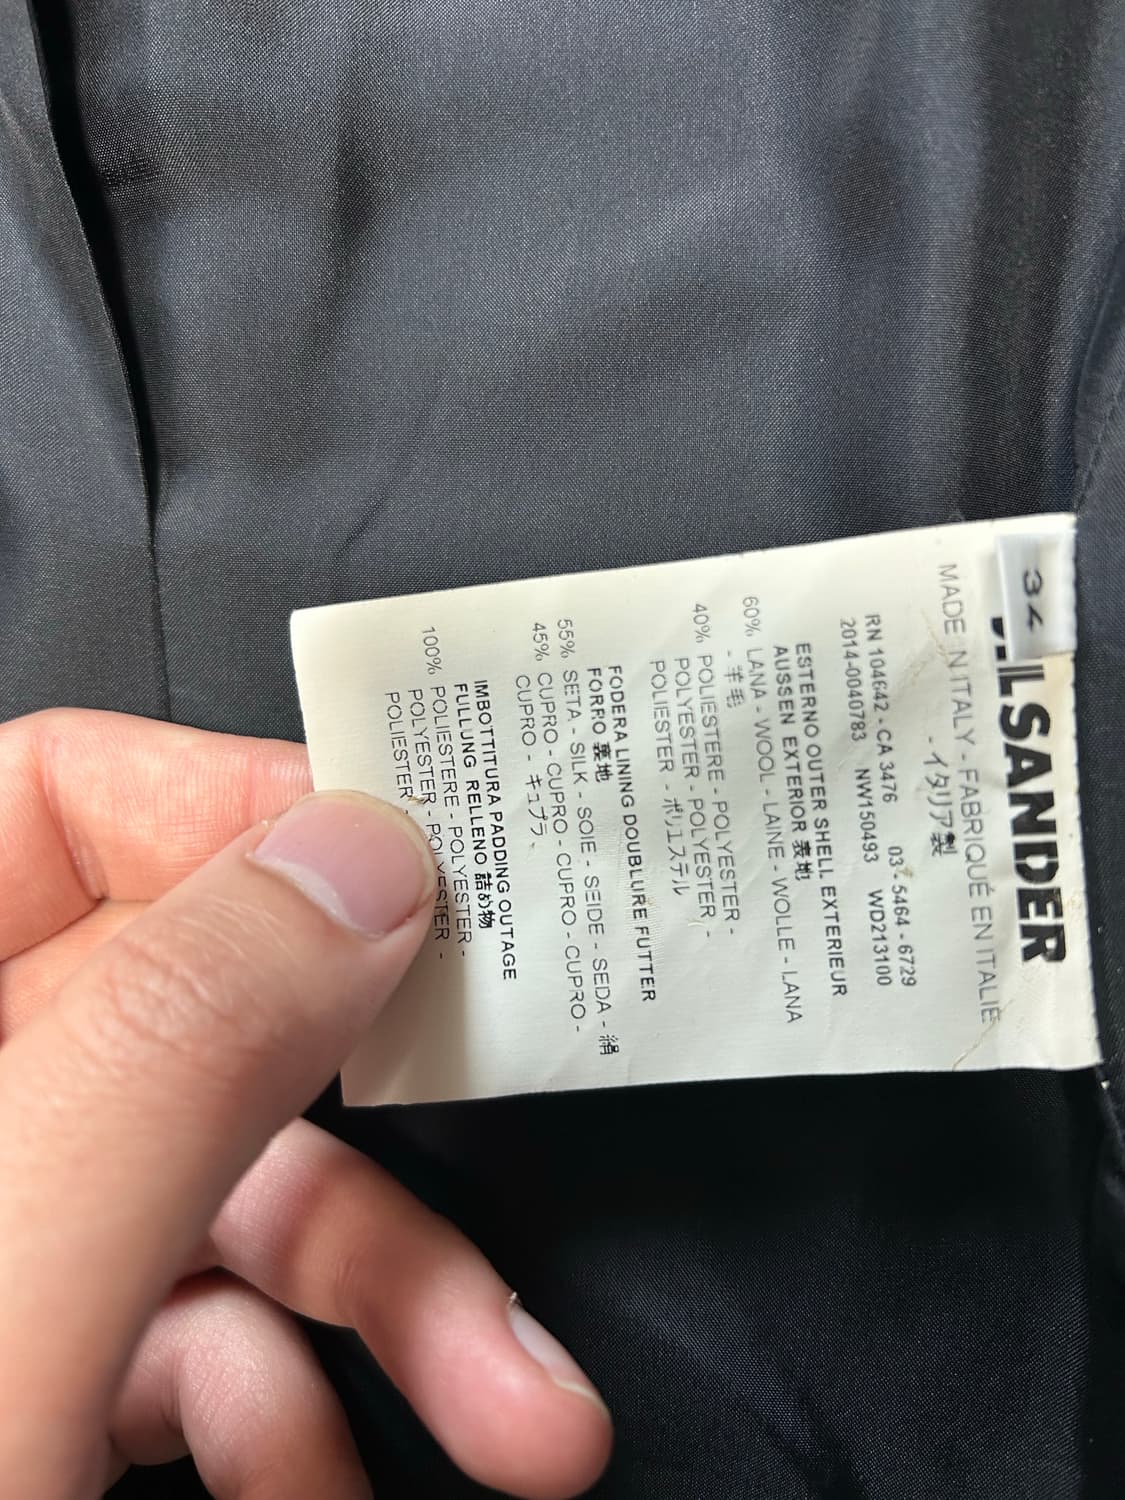 34
JILSANDER
MADE IN ITALY - FABRIQUÉ EN ITALIE
- イタリア製
RN 104642 - CA 3476 03 - 5464 - 6729
2014-0040783 NW150493 WD213100
ESTERNO OUTER SHELL EXTERIEUR
AUSSEN EXTERIOR 表地
60% LANA - WOOL - LAINE - WOLLE - LANA
- 羊毛
40% POLIESTERE - POLYESTER -
POLYESTER - POLYESTER -
POLIESTER - ポリエステル
FODERA LINING DOUBLURE FUTTER
FORRO 裏地
55% SETA - SILK - SOIE - SEIDE - SEDA - 絹
45% CUPRO - CUPRO - CUPRO - CUPRO -
CUPRO - キュプラ
IMBOTTITURA PADDING OUTAGE
FULLUNG RELLENO 詰め物
100% POLIESTERE - POLYESTER -
POLYESTER - POLYESTER -
POLIESTER -